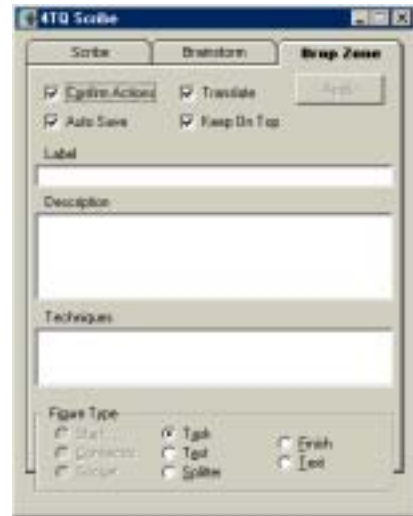 4TQ Scribe
Scribe Brainstorm Drop Zone
Confirm Actions Translate Apply
Auto Save Keep On Top
Label
Description
Techniques
Figure Type
Start Task
Connector Test Finish
Splitter Text